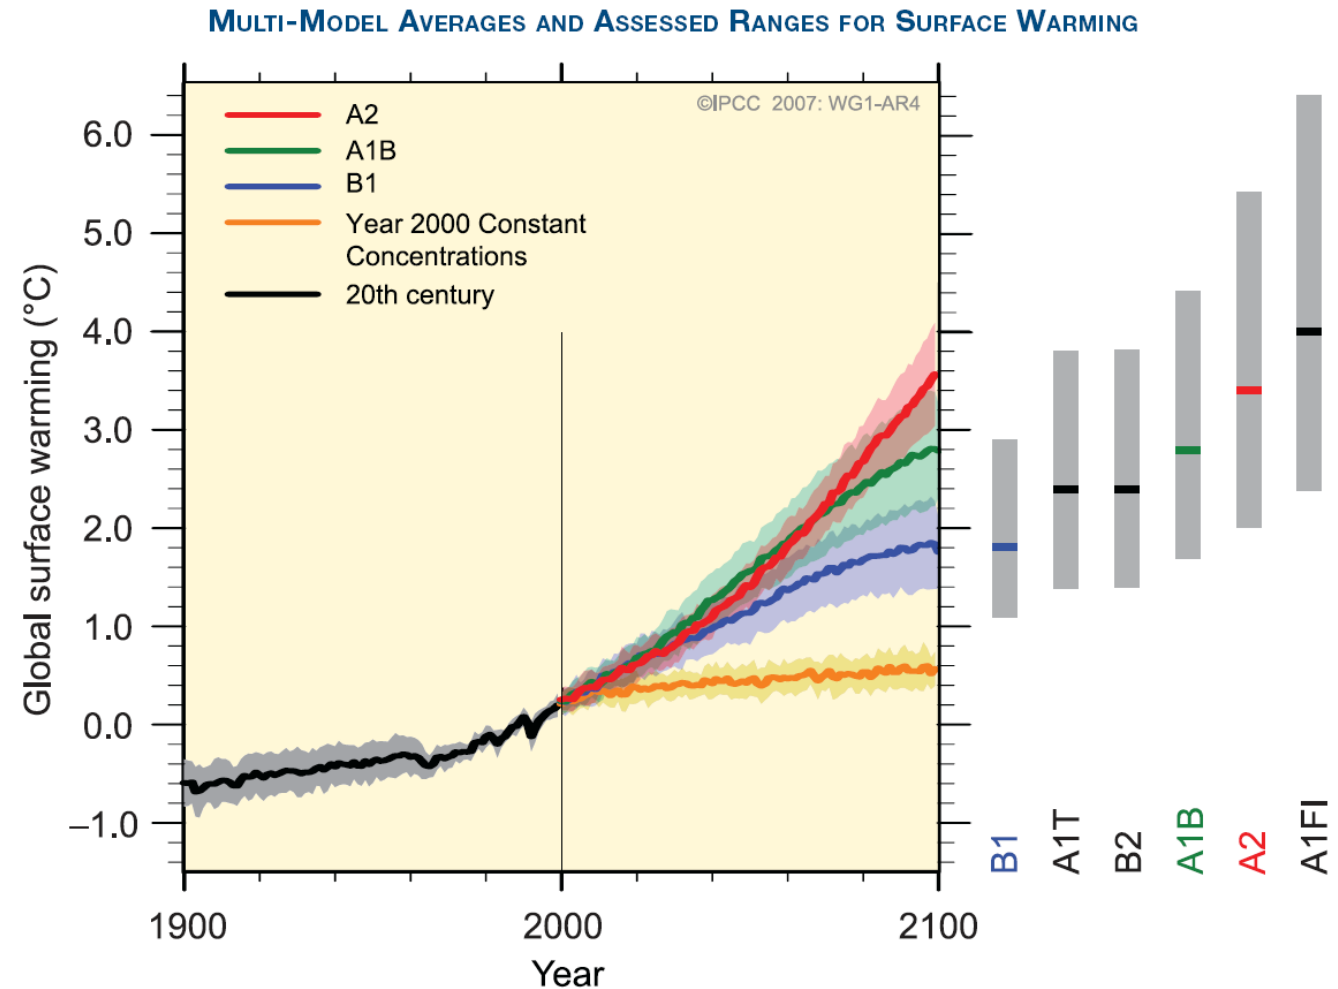 MULTI-MODEL AVERAGES AND ASSESSED RANGES FOR SURFACE WARMING
©IPCC 2007: WG1-AR4
A2
A1B
B1
Year 2000 Constant
Concentrations
20th century
Global surface warming (°C)
6.0
5.0
4.0
3.0
2.0
1.0
0.0
–1.0
1900
2000
2100
Year
B1
A1T
B2
A1B
A2
A1FI